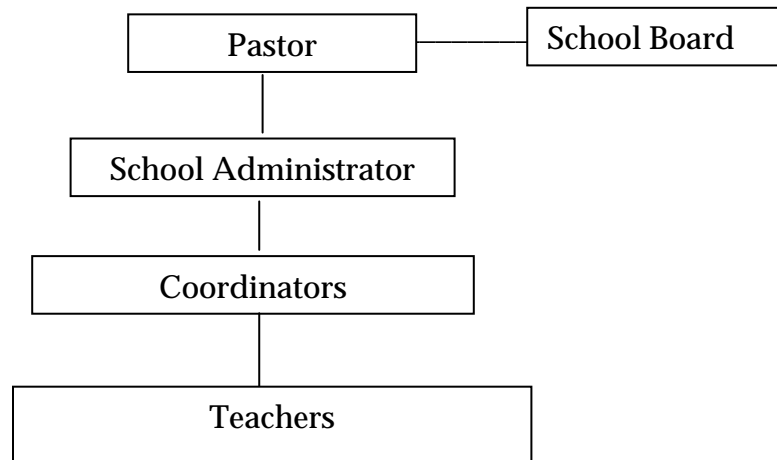 Pastor
School Board
School Administrator
Coordinators
Teachers